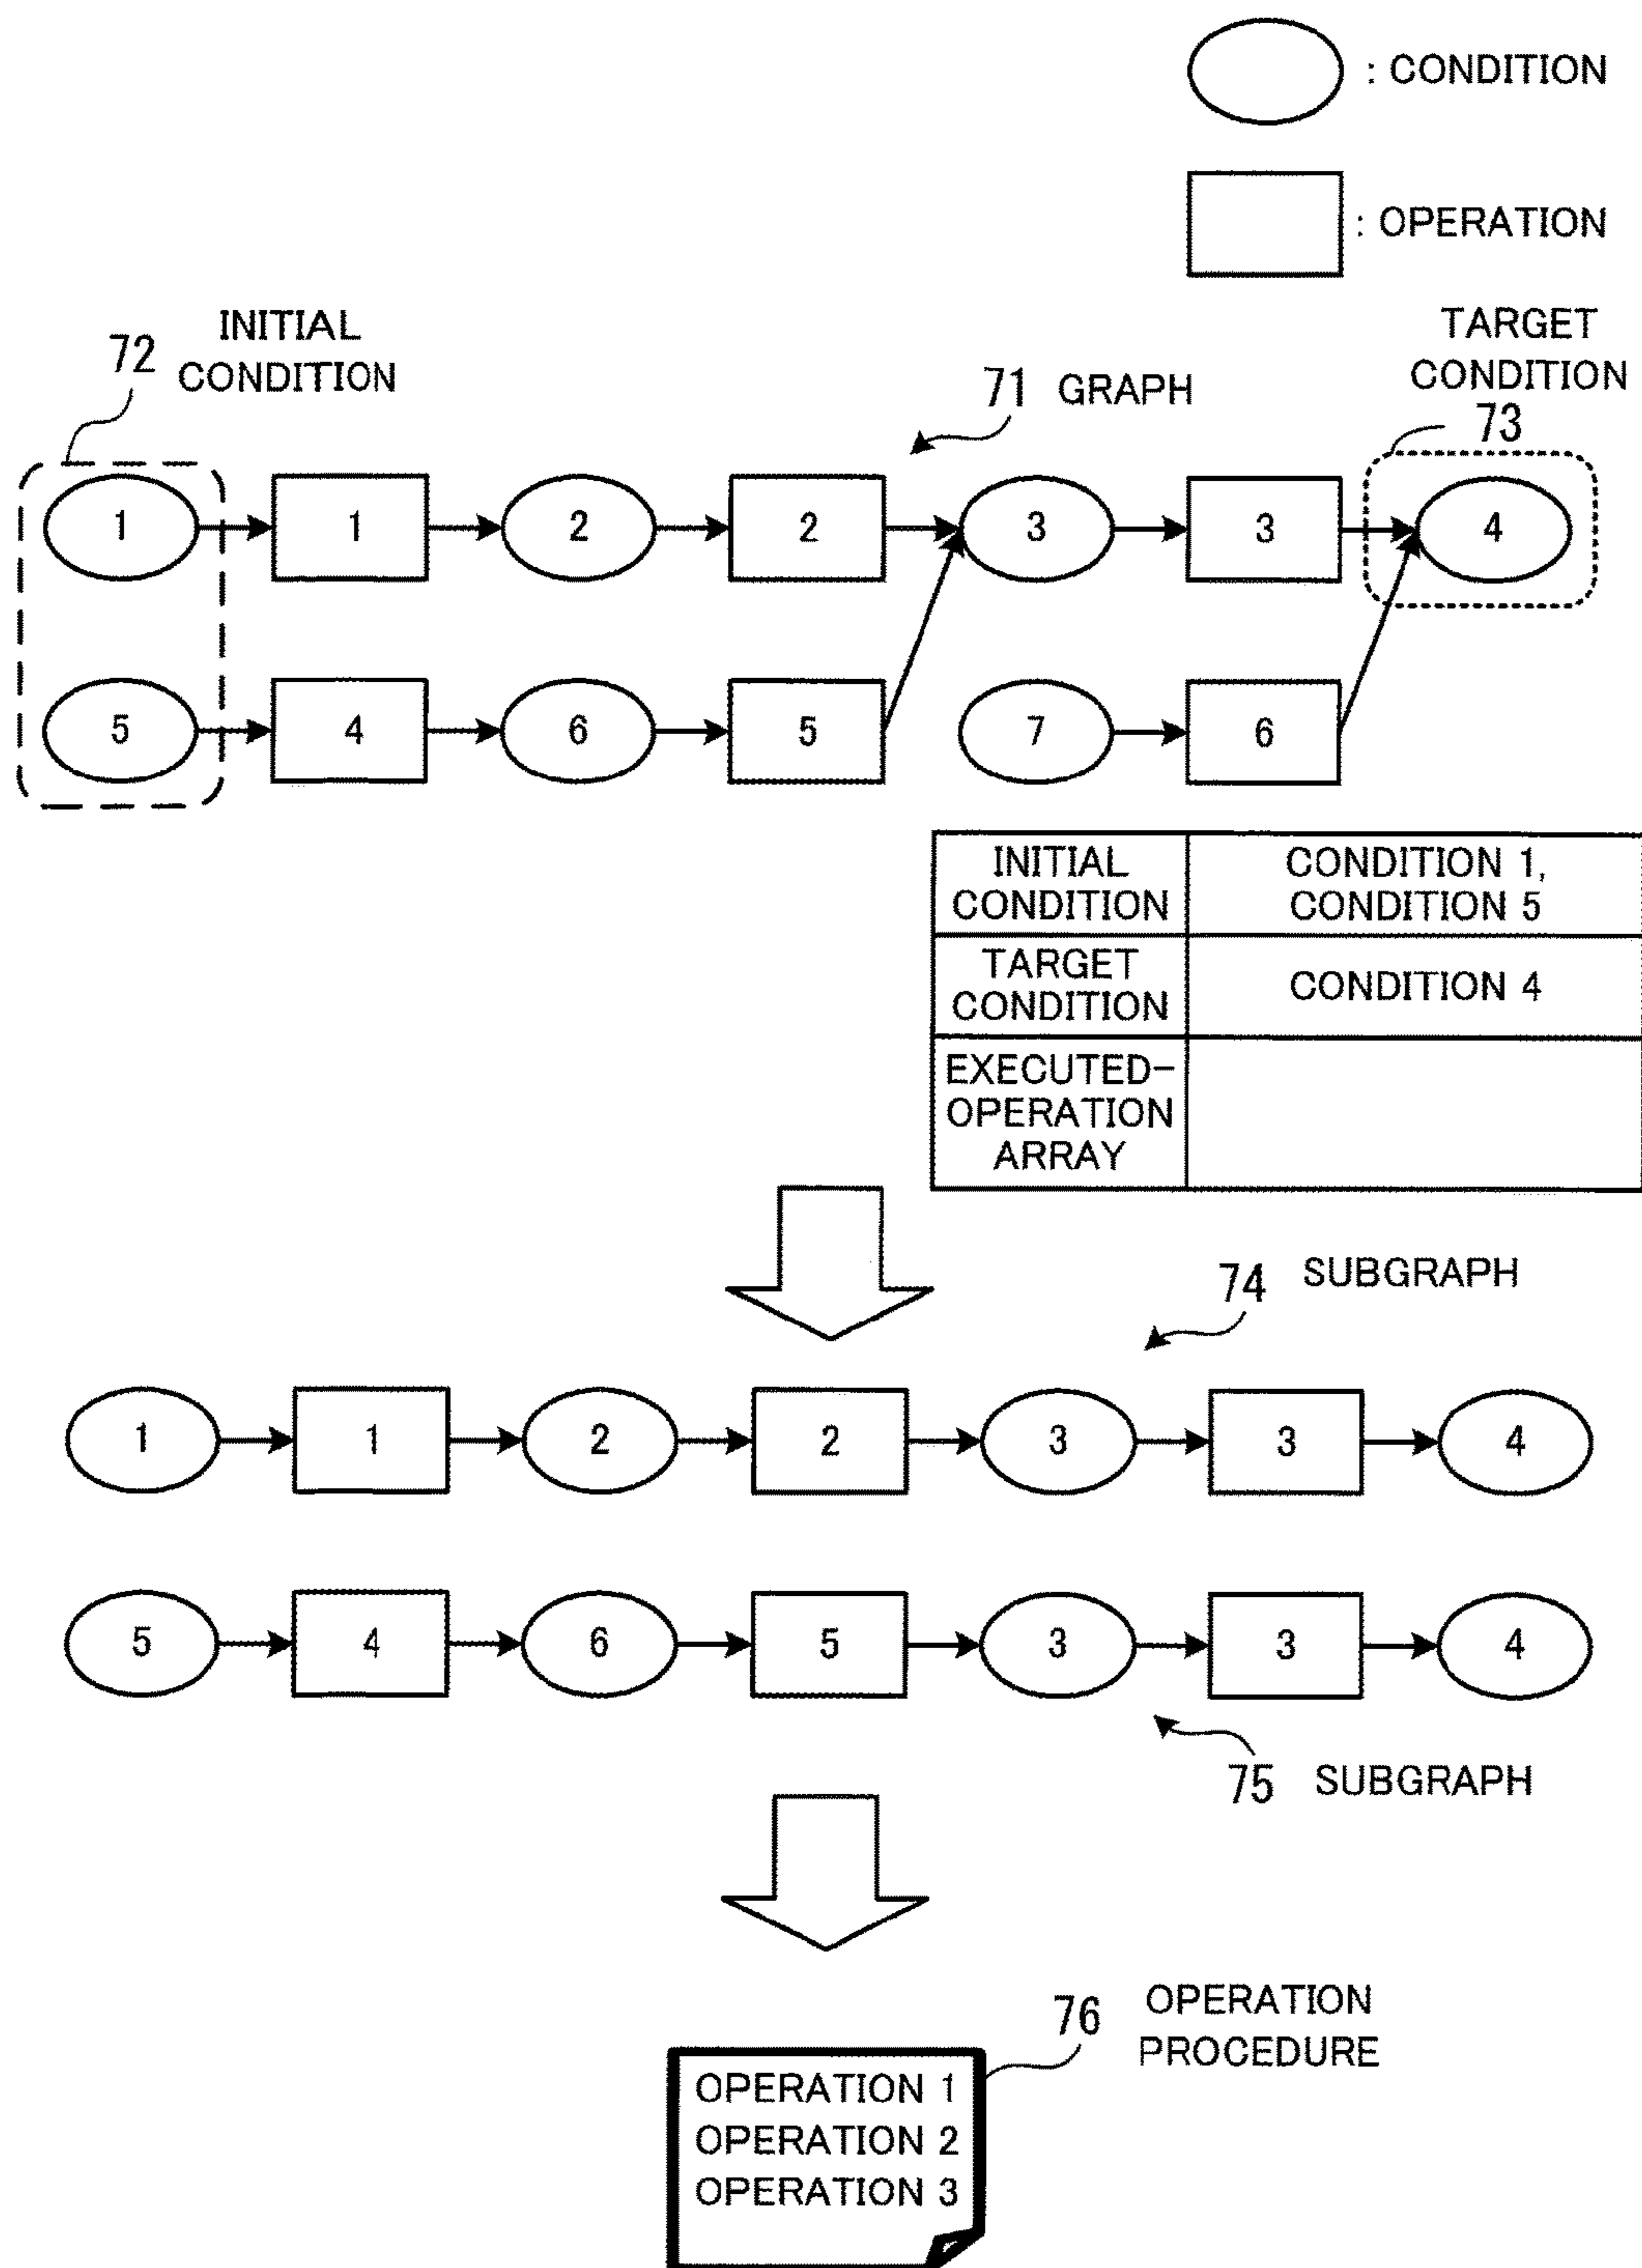 : CONDITION
: OPERATION
INITIAL
CONDITION
72
71 GRAPH
TARGET
CONDITION
73
1 1 2 2 3 3 4
5 4 6 5 7 6
INITIAL
CONDITION
CONDITION 1,
CONDITION 5
TARGET
CONDITION
CONDITION 4
EXECUTED-
OPERATION
ARRAY
74 SUBGRAPH
1 1 2 2 3 3 4
5 4 6 5 3 3 4
75 SUBGRAPH
76
OPERATION
PROCEDURE
OPERATION 1
OPERATION 2
OPERATION 3